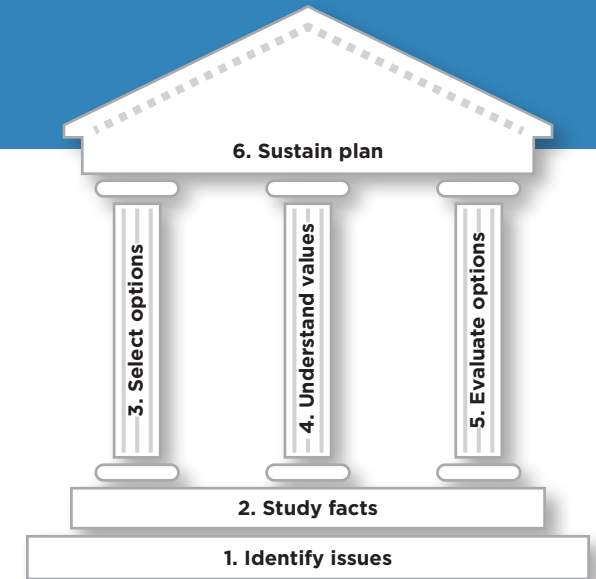 6. Sustain plan
3. Select options
4. Understand values
5. Evaluate options
2. Study facts
1. Identify issues